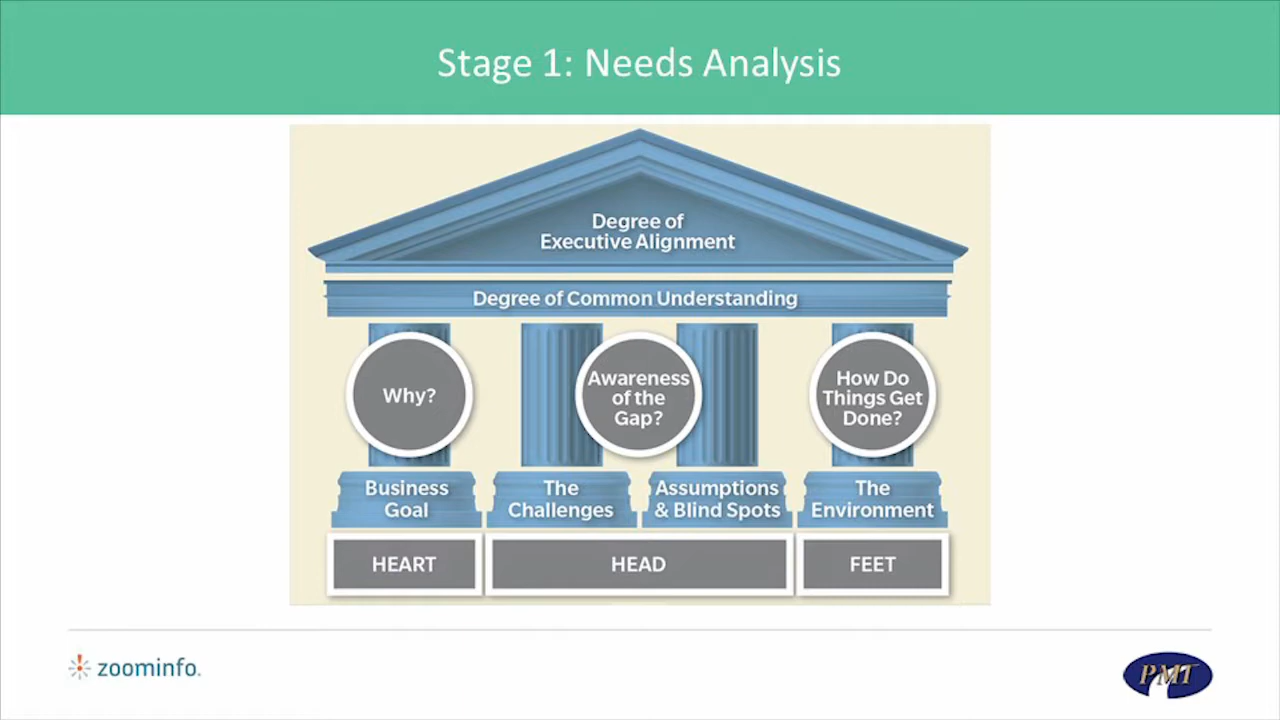 Stage 1: Needs Analysis
Degree of
Executive Alignment
Degree of Common Understanding
Why?
Awareness
of the
Gap?
How Do
Things Get
Done?
Business
Goal
The
Challenges
Assumptions
& Blind Spots
The
Environment
HEART
HEAD
FEET
zoominfo.
PMT